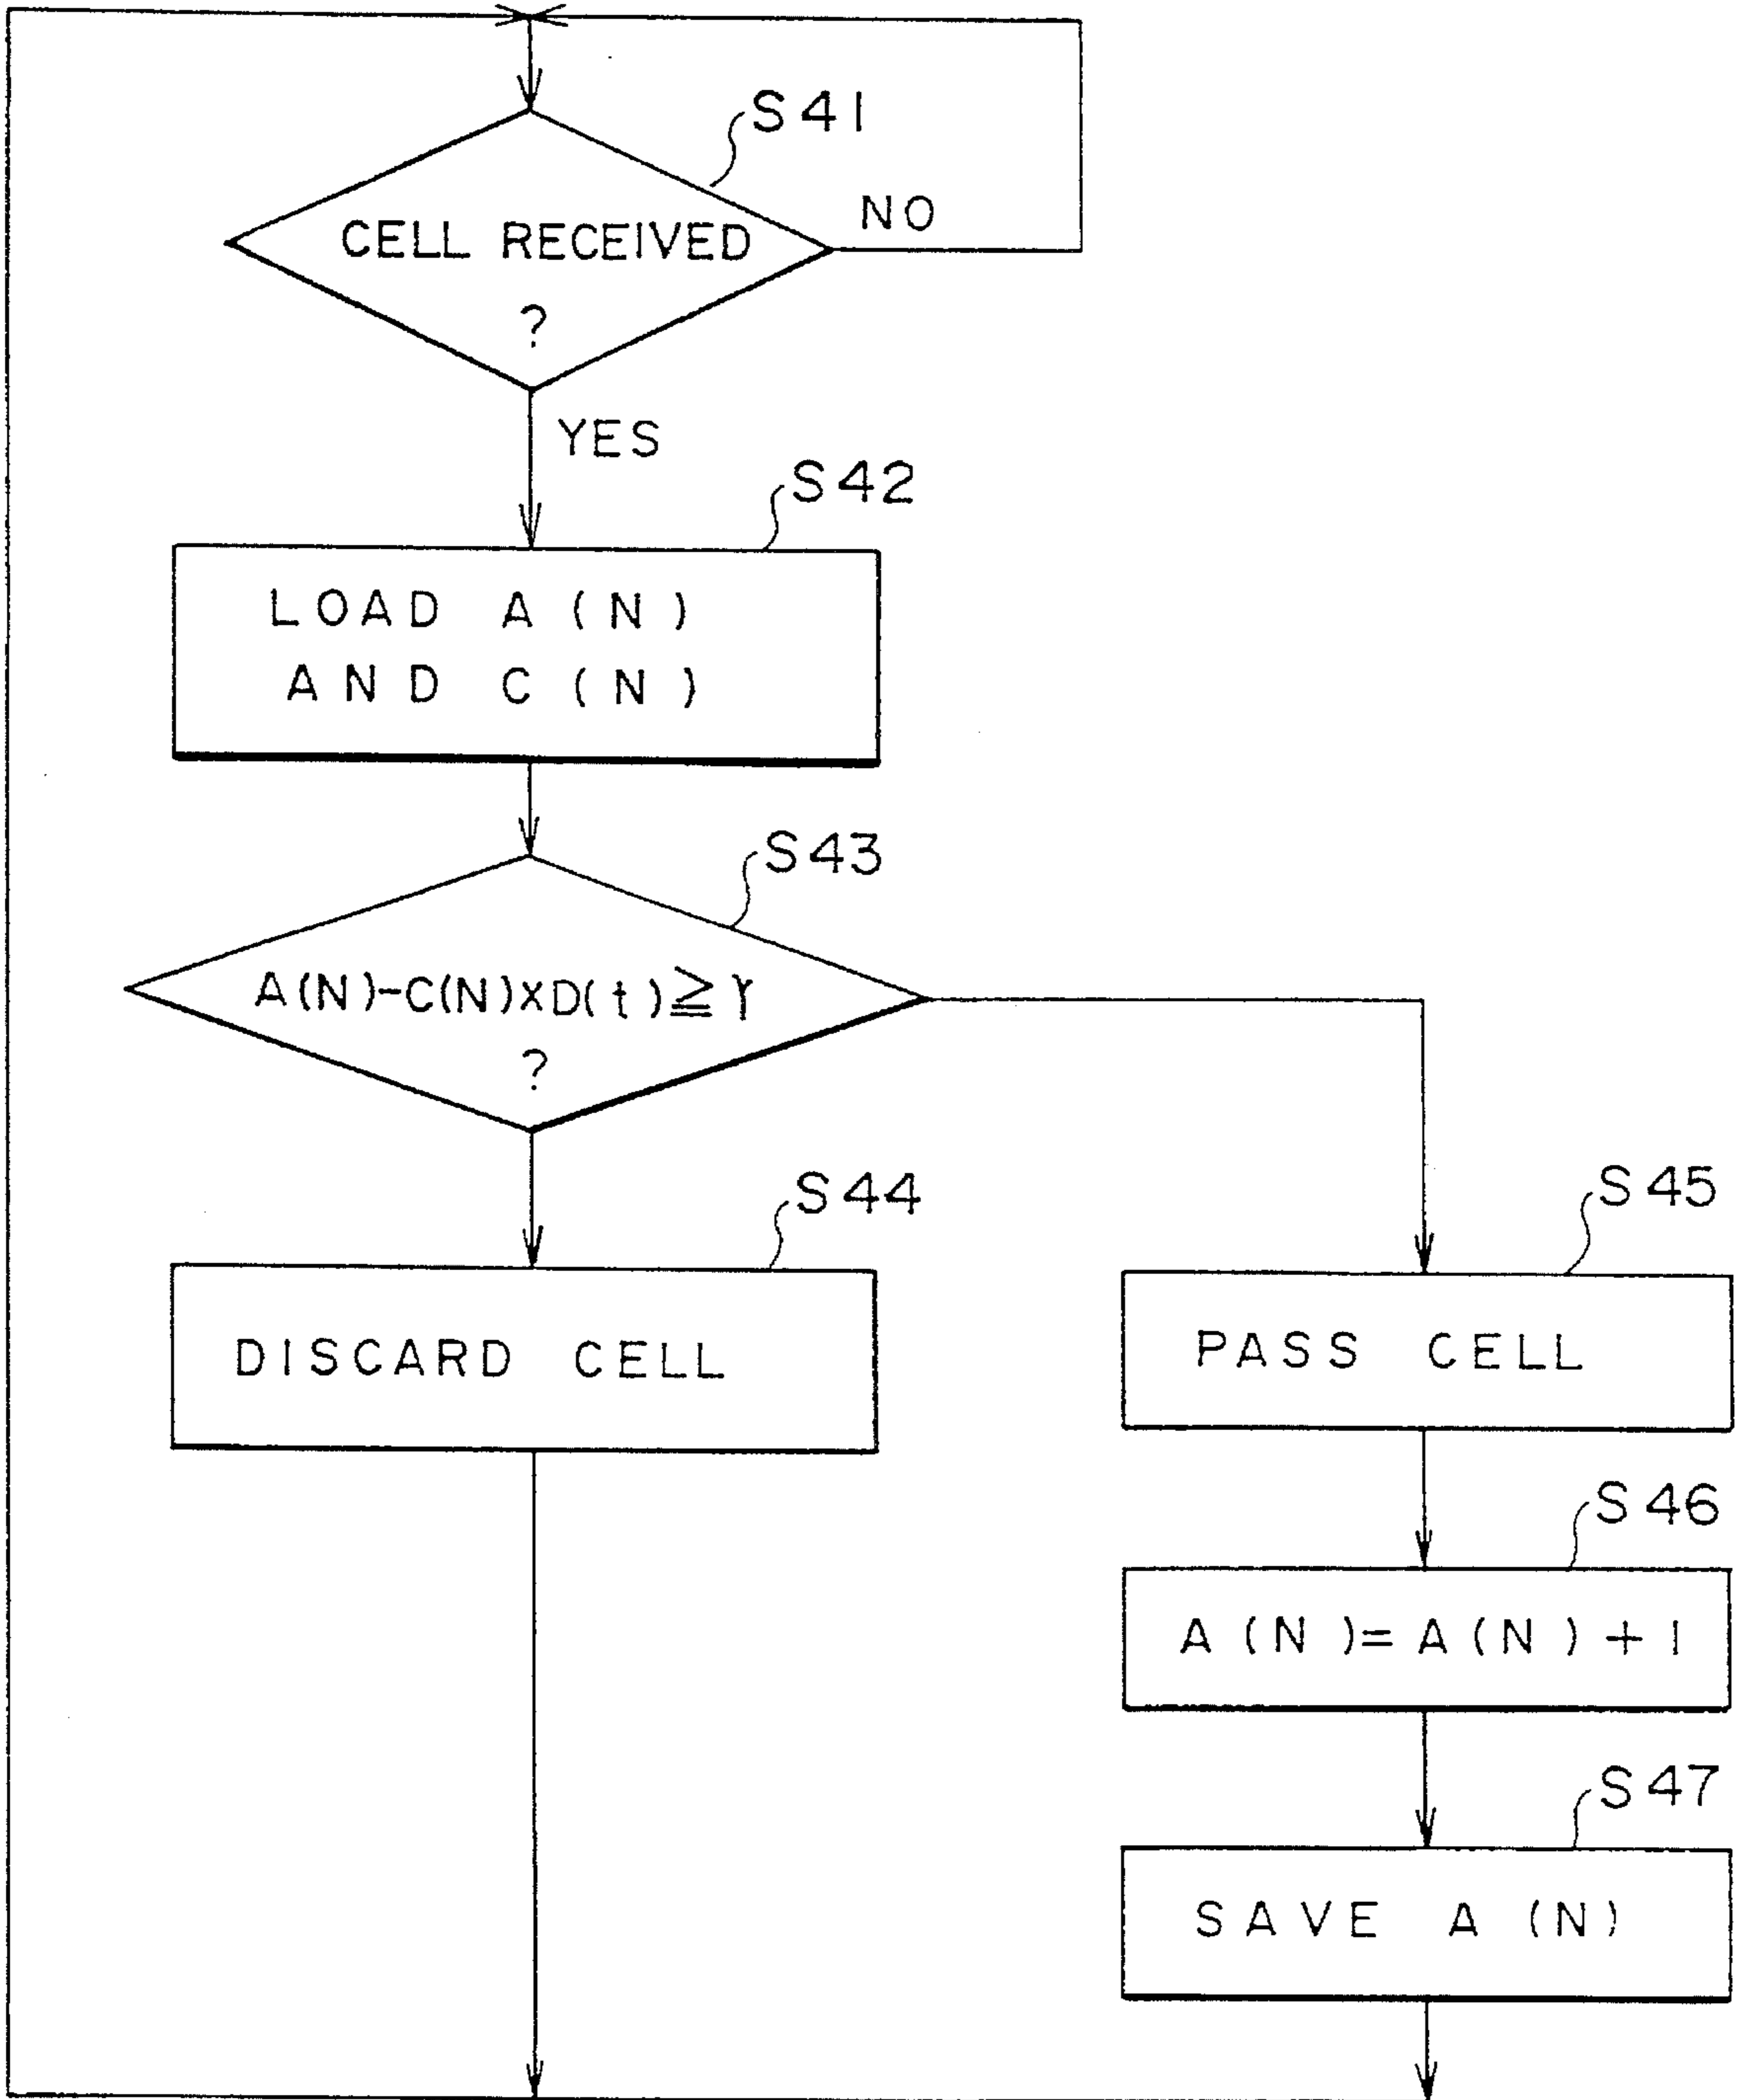 S41
CELL RECEIVED
?
NO
YES
S42
LOAD A(N)
AND C(N)
S43
A(N)-C(N)xD(t)≧γ
?
S44
DISCARD CELL
S45
PASS CELL
S46
A(N)=A(N)+1
S47
SAVE A(N)